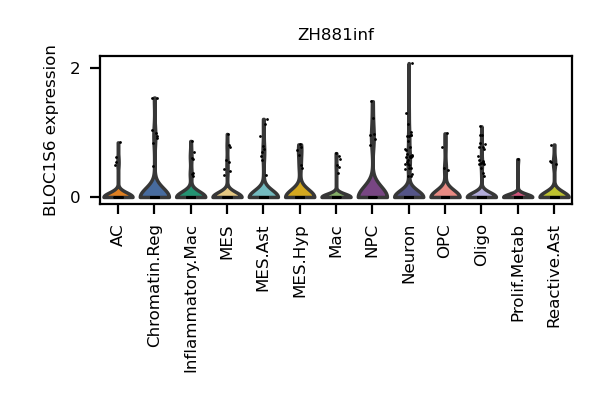 ZH881inf
BLOC1S6 expression
2
0
AC
Chromatin.Reg
Inflammatory.Mac
MES
MES.Ast
MES.Hyp
Mac
NPC
Neuron
OPC
Oligo
Prolif.Metab
Reactive.Ast